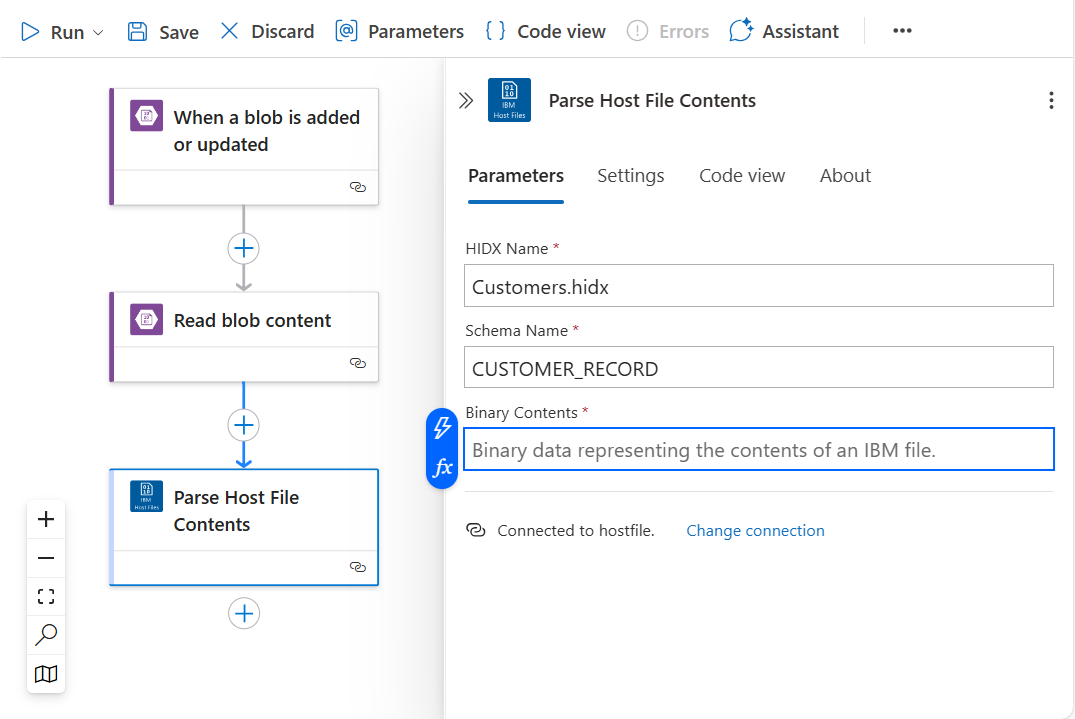 Run Save Discard Parameters { } Code view Errors Assistant
When a blob is added
or updated
Read blob content
Parse Host File
Contents
IBM
Host Files
IBM
Host Files
Parse Host File Contents
Parameters Settings Code view About
HIDX Name *
Customers.hidx
Schema Name *
CUSTOMER_RECORD
Binary Contents *
fx
Binary data representing the contents of an IBM file.
Connected to hostfile. Change connection